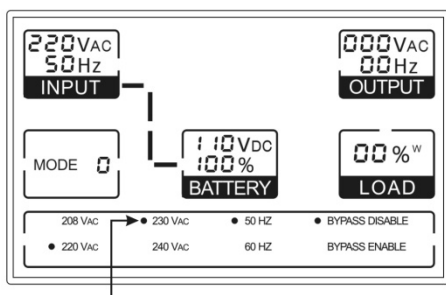 220VAC
50Hz
INPUT
000VAC
00Hz
OUTPUT
MODE 0
110VDC
100%
BATTERY
00%W
LOAD
208 VAC • 230 VAC • 50 HZ • BYPASS DISABLE
• 220 VAC 240 VAC 60 HZ BYPASS ENABLE